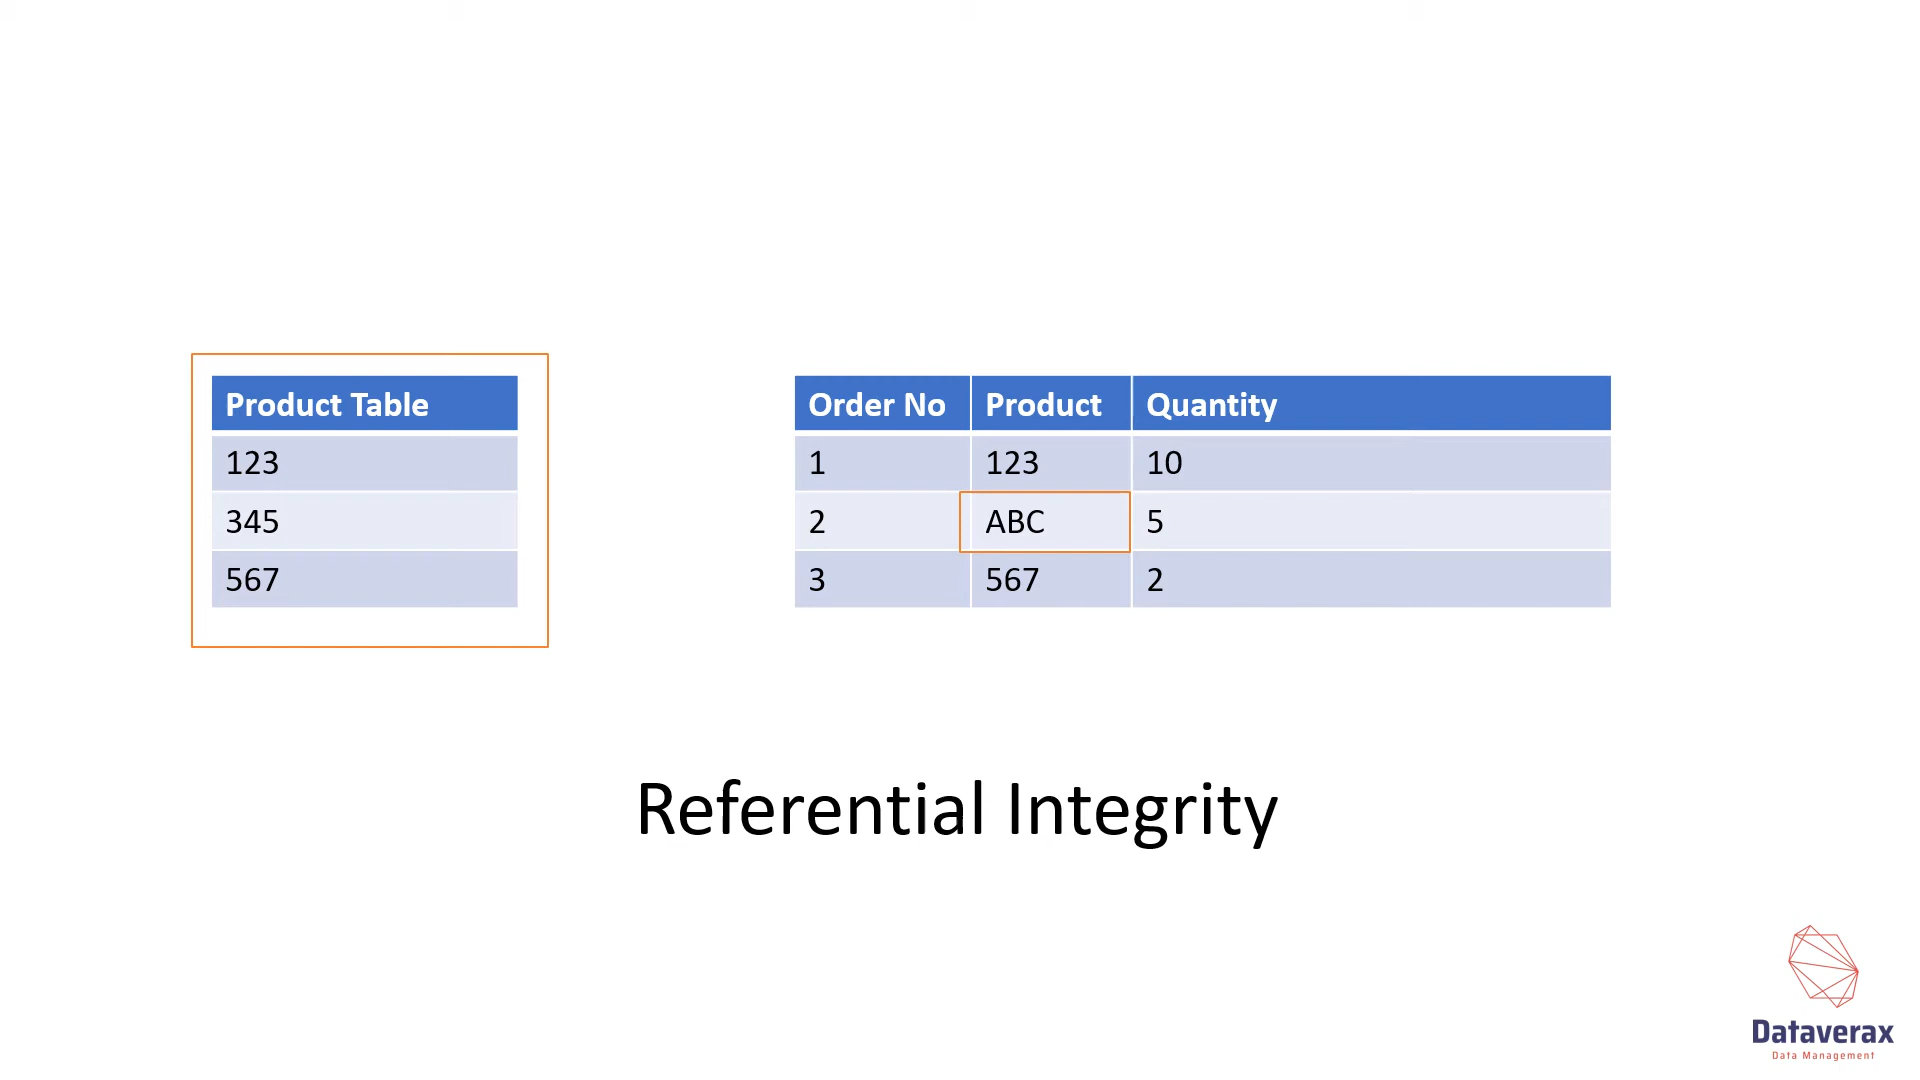 Product Table
123
345
567
Order No Product Quantity
1 123 10
2 ABC 5
3 567 2
Referential Integrity
Dataverax
Data Management